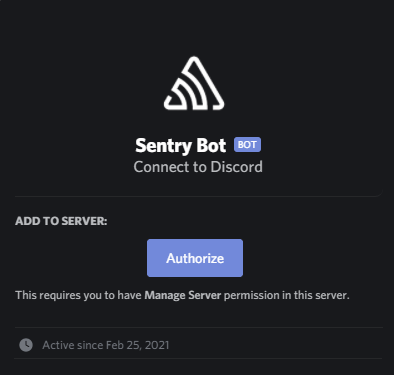 Sentry Bot BOT
Connect to Discord
ADD TO SERVER:
Authorize
This requires you to have Manage Server permission in this server.
Active since Feb 25, 2021